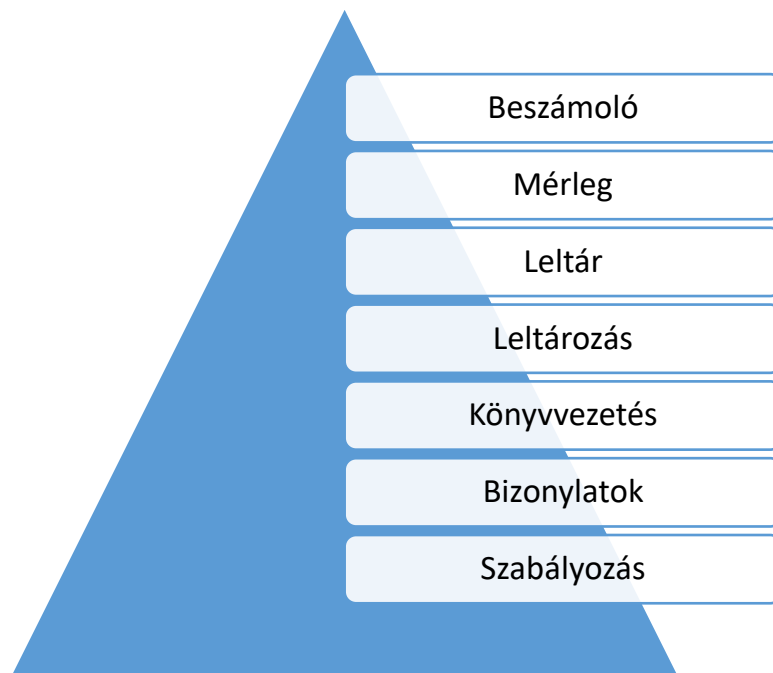 Beszámoló
Mérleg
Leltár
Leltározás
Könyvvezetés
Bizonylatok
Szabályozás